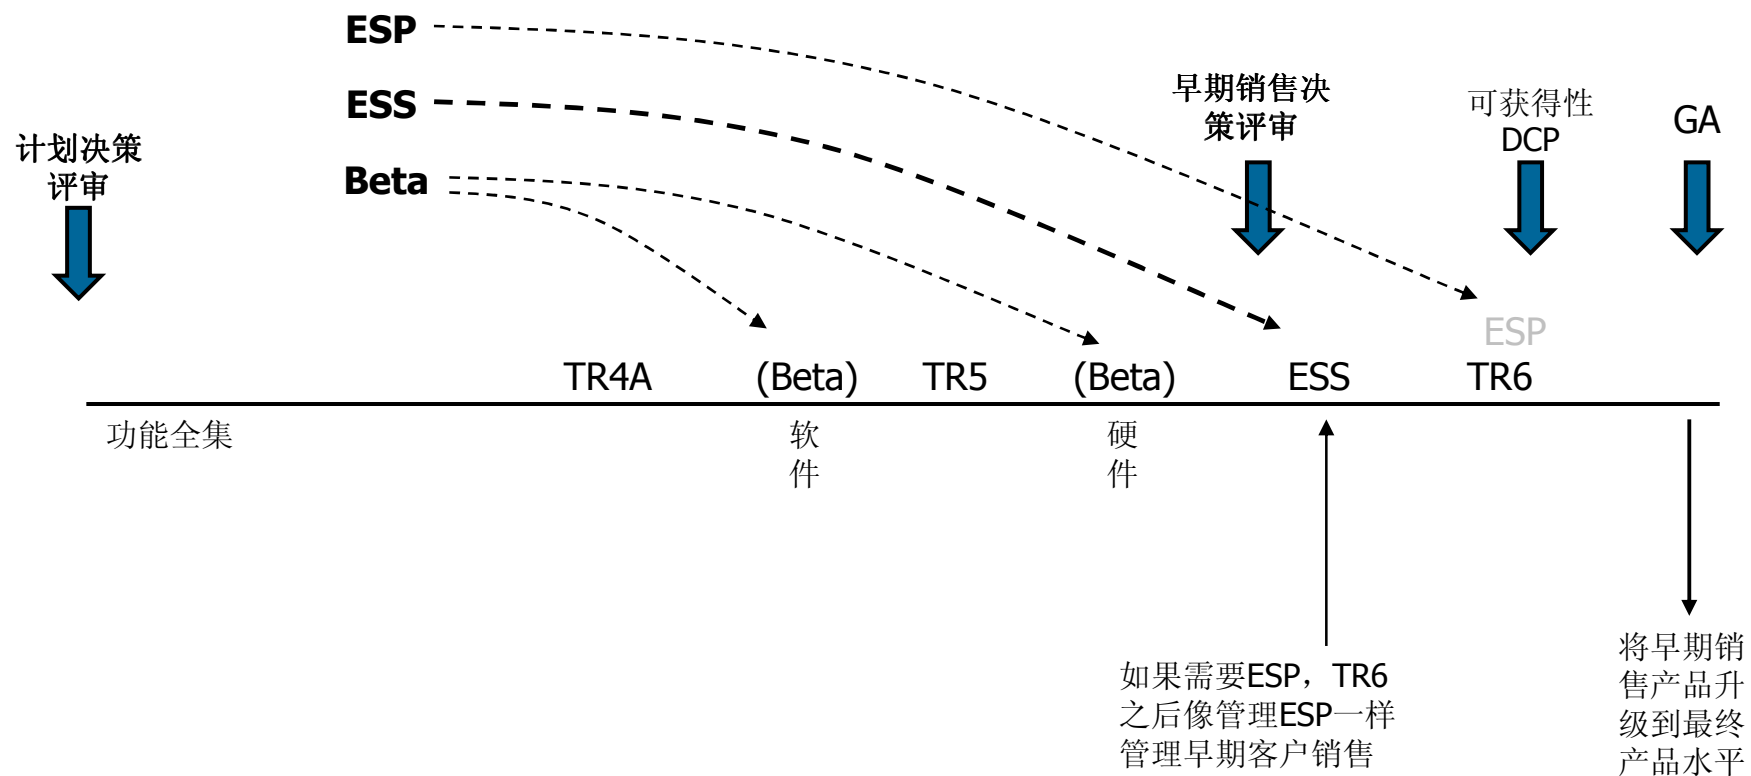 ESP
ESS
Beta
计划决策
评审
早期销售决
策评审
可获得性
DCP
GA
ESP
TR4A
(Beta)
TR5
(Beta)
ESS
TR6
功能全集
软
件
硬
件
如果需要ESP，TR6
之后像管理ESP一样
管理早期客户销售
将早期销
售产品升
级到最终
产品水平